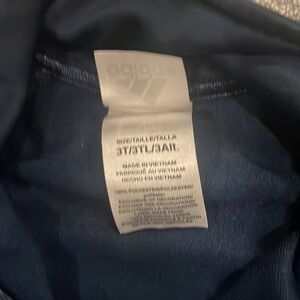 adidas
SIZE/TAILLE/TALLA
3T/3TL/3Alt.
MADE IN VIETNAM
FABRIQUÉ AU VIETNAM
HECHO EN VIETNAM
100% POLYESTER/POLYESTER/
EXCLUSIVE OF DECORATION/